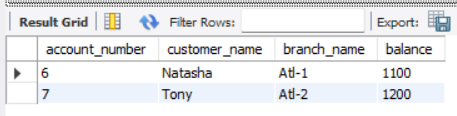 Result Grid Filter Rows: Export:
account_number customer_name branch_name balance
6 Natasha Atl-1 1100
7 Tony Atl-2 1200